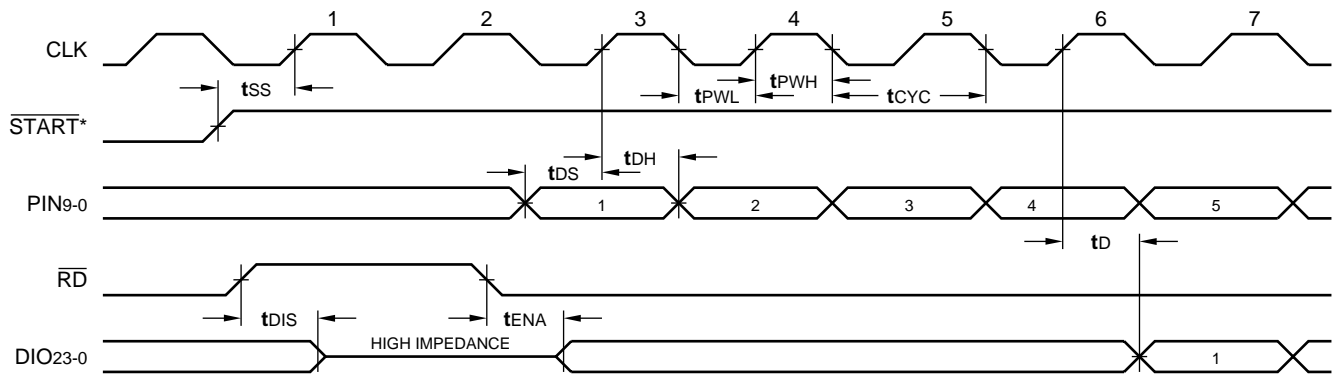 1 2 3 4 5 6 7
CLK
tSS
tPWL
tPWH
tCYC
START*
tDS
tDH
PIN9-0
1 2 3 4 5
tD
RD
tDIS
tENA
DIO23-0
HIGH IMPEDANCE
1